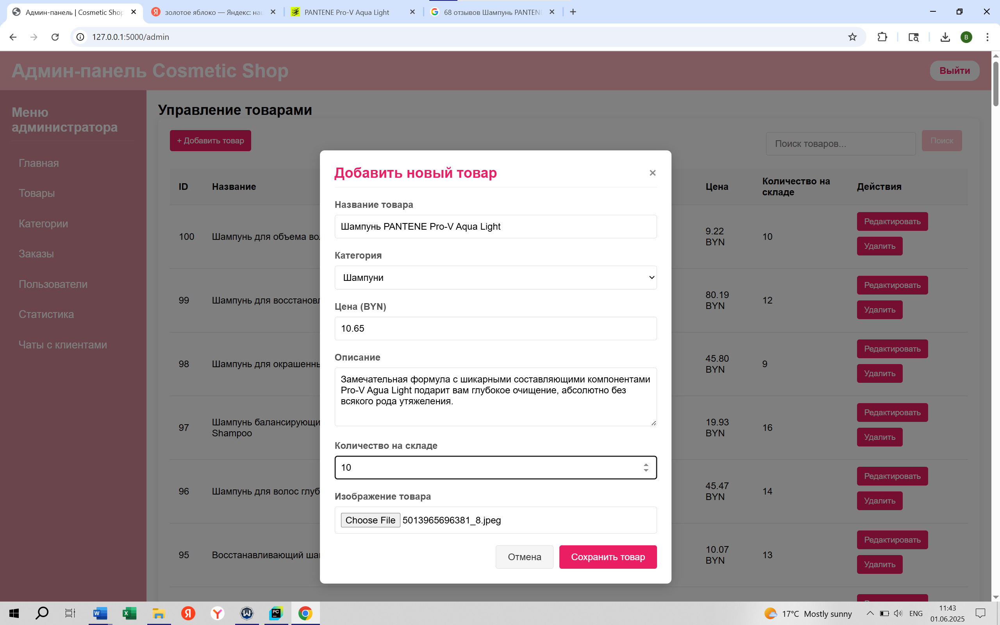 Админ-панель | Cosmetic Shop
золотое яблоко — Яндекс: на
PANTENE Pro-V Aqua Light
68 отзывов Шампунь PANTEN
127.0.0.1:5000/admin
B
Админ-панель Cosmetic Shop
Выйти
Меню
администратора
Главная
Товары
Категории
Заказы
Пользователи
Статистика
Чаты с клиентами
Управление товарами
+ Добавить товар
Поиск товаров...
Поиск
ID
Название
Цена
Количество на
складе
Действия
100
Шампунь для объема во
9.22
BYN
10
Редактировать
Удалить
99
Шампунь для восстанов
80.19
BYN
12
Редактировать
Удалить
98
Шампунь для окрашенн
45.80
BYN
9
Редактировать
Удалить
97
Шампунь балансирующи
Shampoo
19.93
BYN
16
Редактировать
Удалить
96
Шампунь для волос глуб
45.47
BYN
14
Редактировать
Удалить
95
Восстанавливающий ша
10.07
BYN
13
Редактировать
Удалить
Добавить новый товар
×
Название товара
Шампунь PANTENE Pro-V Aqua Light
Категория
Шампуни
Цена (BYN)
10.65
Описание
Замечательная формула с шикарными составляющими компонентами
Pro-V Agua Light подарит вам глубокое очищение, абсолютно без
всякого рода утяжеления.
Количество на складе
10
Изображение товара
Choose File 5013965696381_8.jpeg
Отмена
Сохранить товар
17°C Mostly sunny
ENG
11:43
01.06.2025